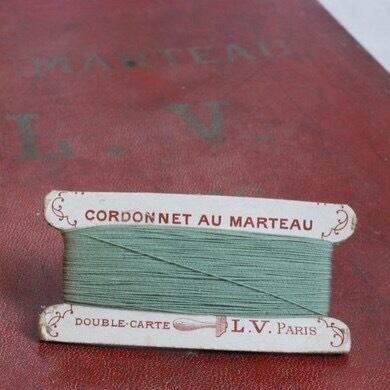 MARTEAU
L. V.
CORDONNET AU MARTEAU
DOUBLE-CARTE L.V. PARIS